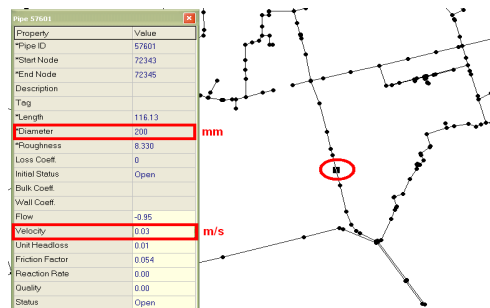 Pipe 57601
Property Value
*Pipe ID 57601
*Start Node 72343
*End Node 72345
Description
Tag
*Length 116.13
*Diameter 200 mm
*Roughness 8.330
Loss Coeff. 0
Initial Status Open
Bulk Coeff.
Wall Coeff.
Flow -0.95
Velocity 0.03 m/s
Unit Headloss 0.01
Friction Factor 0.054
Reaction Rate 0.00
Quality 0.00
Status Open